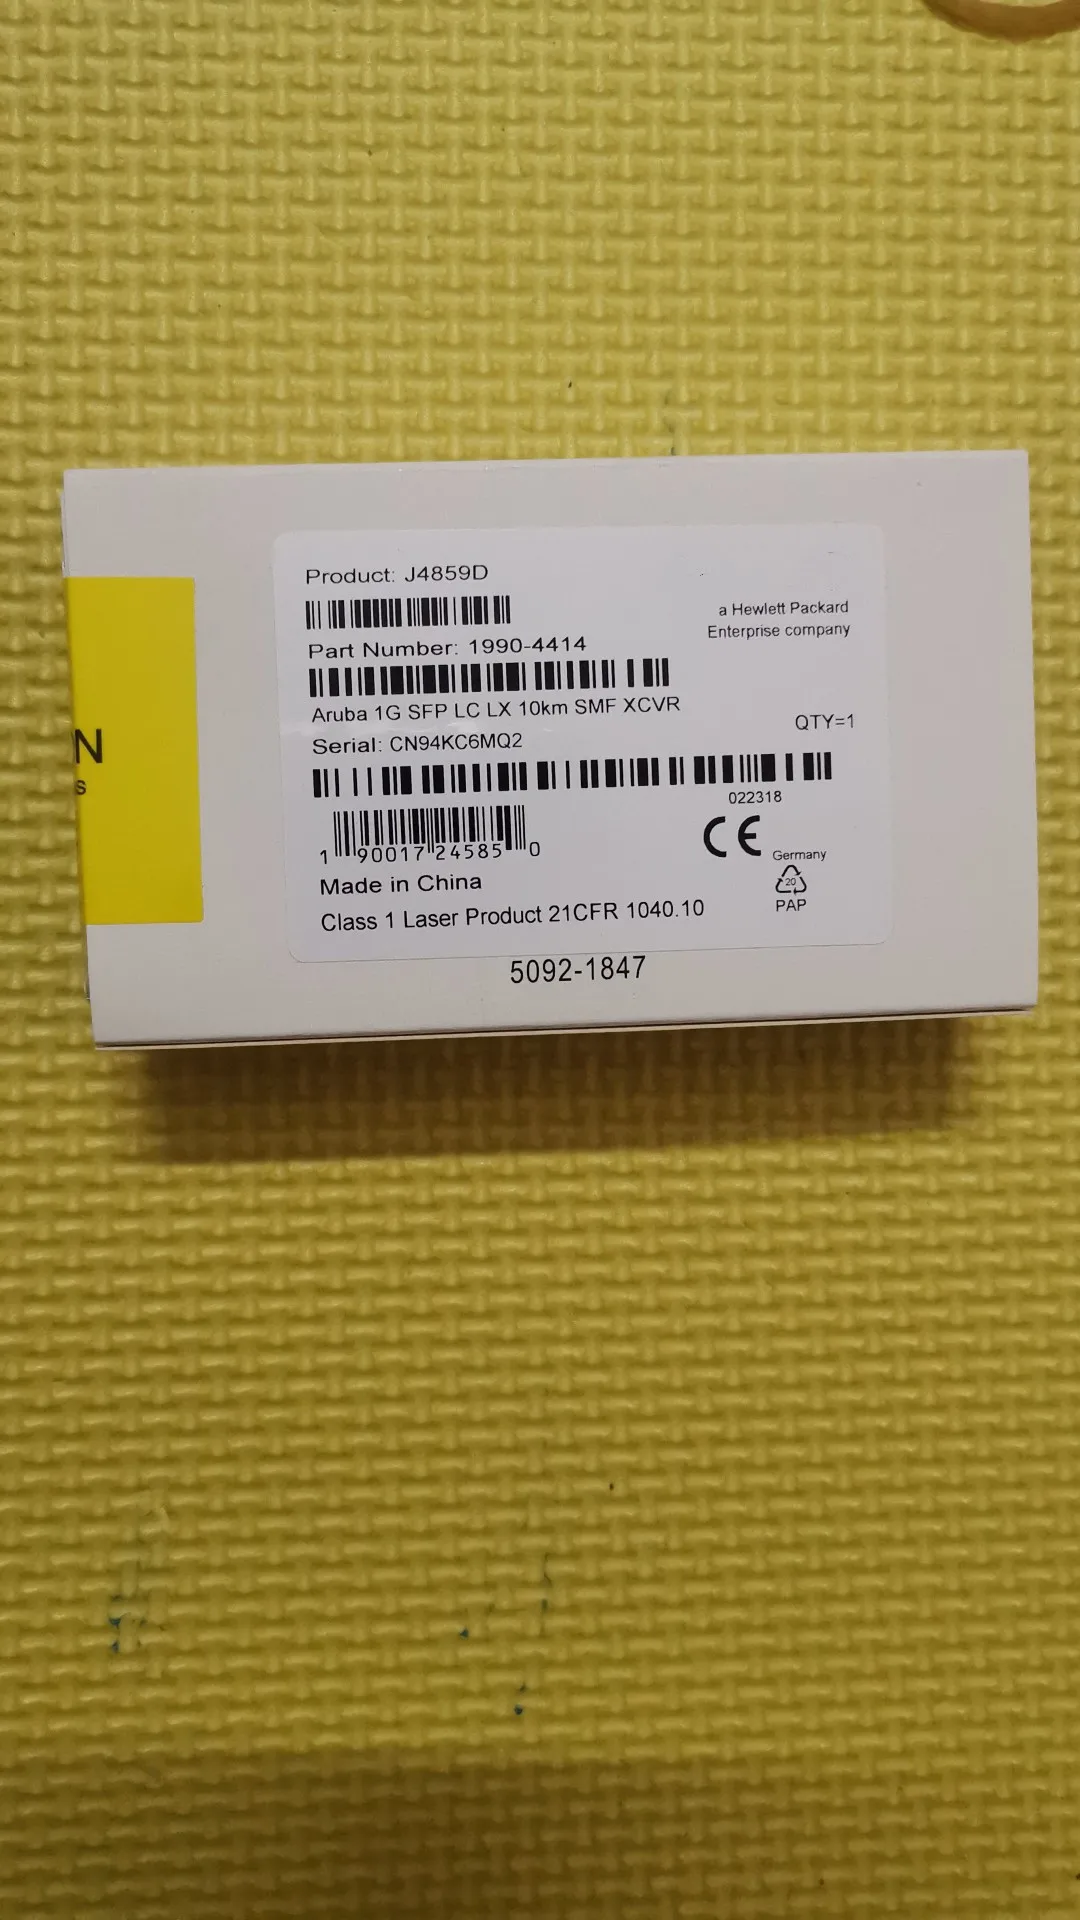 Product: J4859D
a Hewlett Packard
Enterprise company
Part Number: 1990-4414
Aruba 1G SFP LC LX 10km SMF XCVR
QTY=1
Serial: CN94KC6MQ2
022318
1 90017 24585 0
CE
Germany
20
PAP
Made in China
Class 1 Laser Product 21CFR 1040.10
5092-1847
N
s